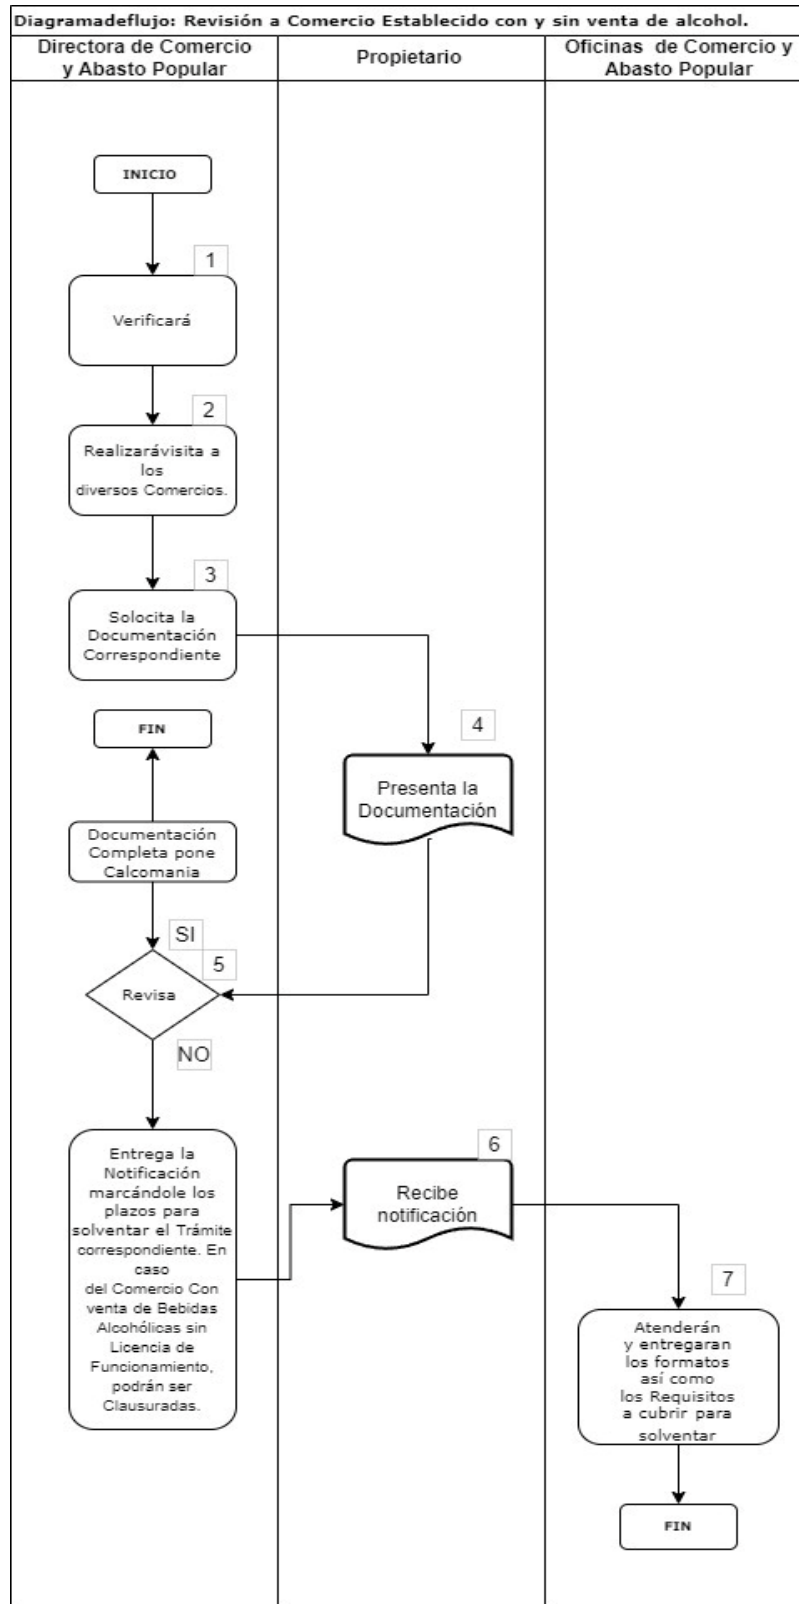 Diagramadeflujo: Revisión a Comercio Establecido con y sin venta de alcohol.
Directora de Comercio
y Abasto Popular
Propietario
Oficinas de Comercio y
Abasto Popular
INICIO
1
Verificará
2
Realizarávisita a
los
diversos Comercios.
3
Solocita la
Documentación
Correspondiente
FIN
4
Presenta la
Documentación
Documentación
Completa pone
Calcomania
SI
5
Revisa
NO
Entrega la
Notificación
marcándole los
plazos para
solventar el Trámite
correspondiente. En
caso
del Comercio Con
venta de Bebidas
Alcohólicas sin
Licencia de
Funcionamiento,
podrán ser
Clausuradas.
6
Recibe
notificación
7
Atenderán
y entregaran
los formatos
así como
los Requisitos
a cubrir para
solventar
FIN